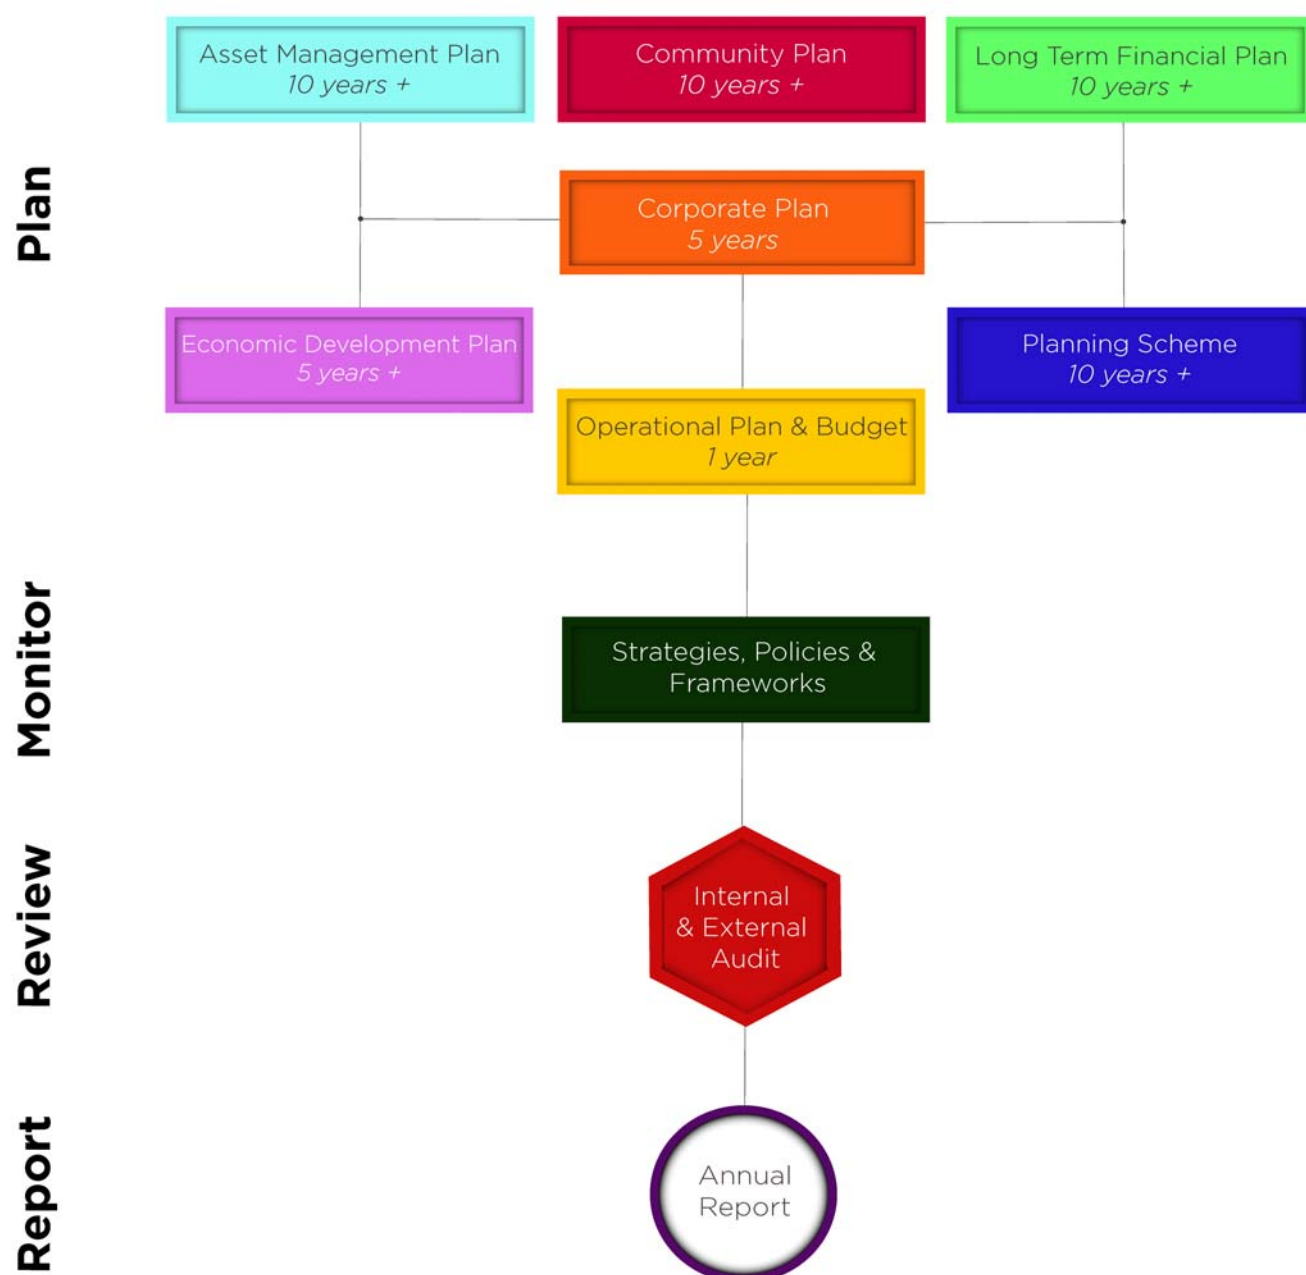 Asset Management Plan
10 years +
Community Plan
10 years +
Long Term Financial Plan
10 years +
Plan
Corporate Plan
5 years
Economic Development Plan
5 years +
Planning Scheme
10 years +
Operational Plan & Budget
1 year
Monitor
Strategies, Policies &
Frameworks
Review
Internal
& External
Audit
Report
Annual
Report